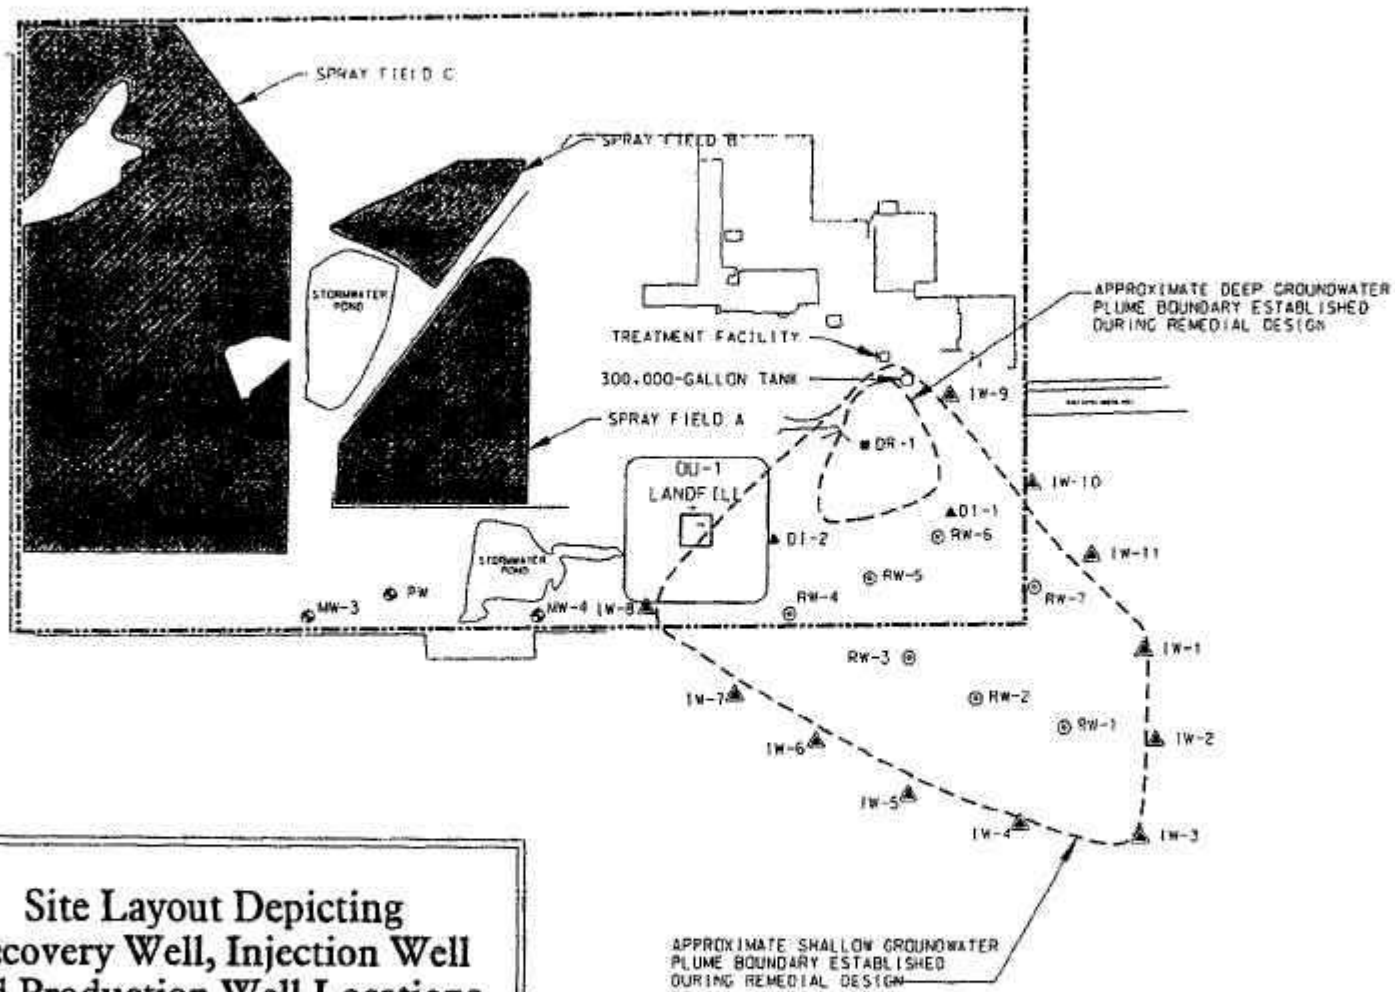 SPRAY FIELD C
SPRAY FIELD B
STORMWATER
POND
APPROXIMATE DEEP GROUNDWATER
PLUME BOUNDARY ESTABLISHED
DURING REMEDIAL DESIGN
TREATMENT FACILITY
300,000-GALLON TANK
IW-9
SPRAY FIELD A
DR-1
OU-1
LANDFILL
IW-10
DI-1
DI-2
RW-6
STORMWATER
POND
IW-11
RW-5
PW
RW-4
RW-7
MW-3
MW-4
IW-8
IW-1
RW-3
IW-7
RW-2
RW-1
IW-2
IW-6
IW-5
IW-4
IW-3
Site Layout Depicting
ecovery Well, Injection Well
d Production Well Locations
APPROXIMATE SHALLOW GROUNDWATER
PLUME BOUNDARY ESTABLISHED
DURING REMEDIAL DESIGN